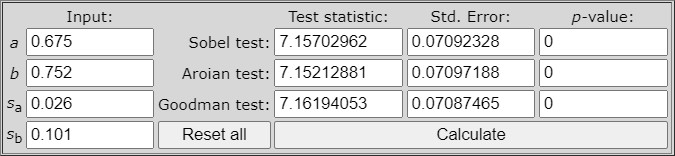 Input: Test statistic: Std. Error: p-value:
a 0.675 Sobel test: 7.15702962 0.07092328 0
b 0.752 Aroian test: 7.15212881 0.07097188 0
sa 0.026 Goodman test: 7.16194053 0.07087465 0
sb 0.101 Reset all Calculate